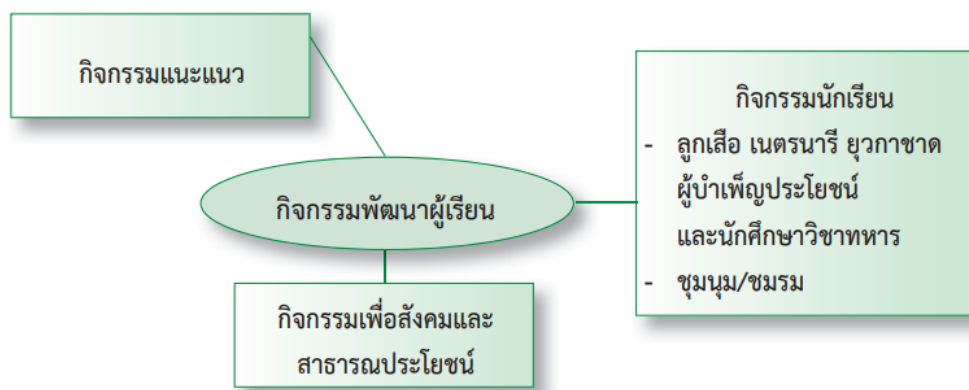 กิจกรรมแนะแนว
กิจกรรมพัฒนาผู้เรียน
กิจกรรมนักเรียน
- ลูกเสือ เนตรนารี ยุวกาชาด
ผู้บำเพ็ญประโยชน์
และนักศึกษาวิชาทหาร
- ชุมนุม/ชมรม
กิจกรรมเพื่อสังคมและ
สาธารณประโยชน์